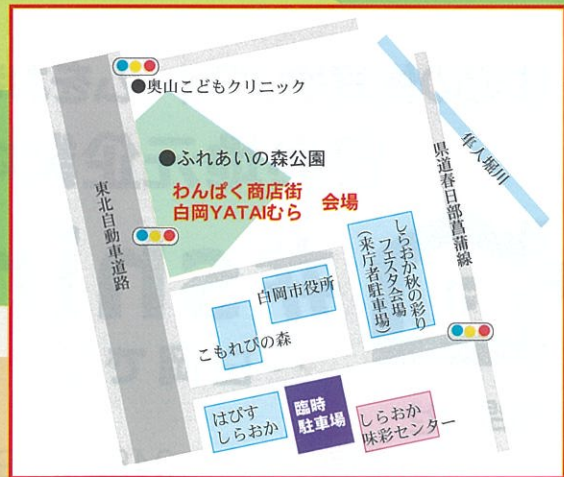 ●奥山こどもクリニック
●ふれあいの森公園
わんぱく商店街
白岡YATAIむら
会場
東北自動車道路
県道春日部菖蒲線
隼人堀川
白岡市役所
こもれびの森
しらおか秋の彩り
フェスタ会場
（来庁者駐車場）
はぴす
しらおか
臨時
駐車場
しらおか
味彩センター